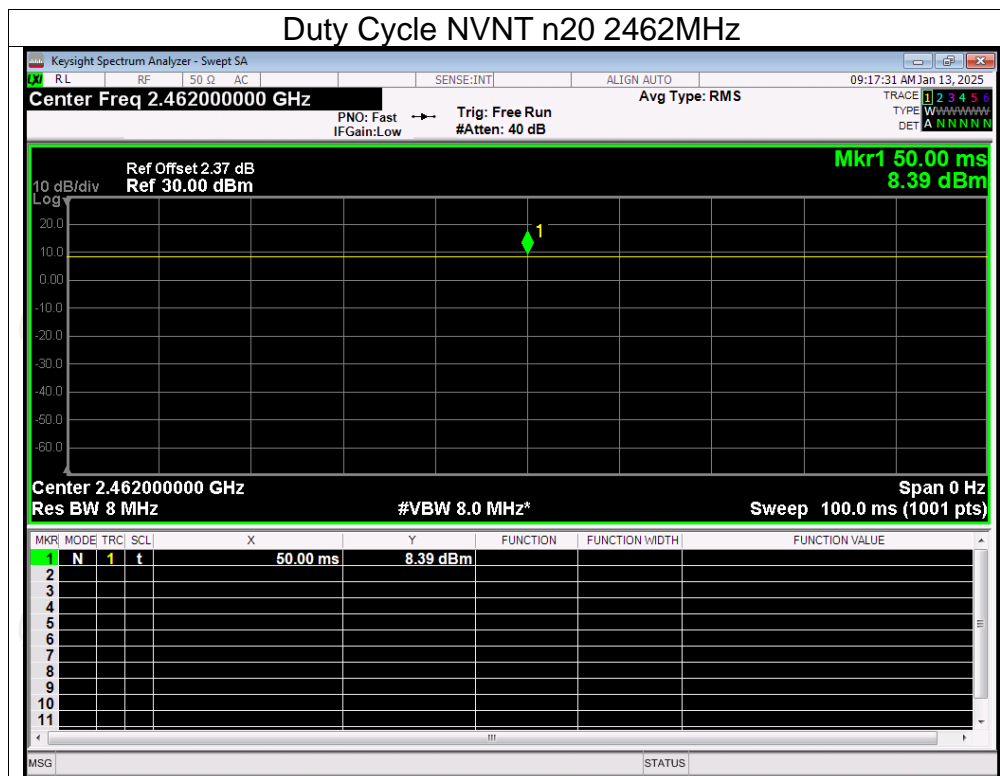 Duty Cycle NVNT n20 2462MHz
Keysight Spectrum Analyzer - Swept SA
LXI RL RF 50 Ω AC SENSE:INT ALIGN AUTO 09:17:31 AM Jan 13, 2025
Center Freq 2.462000000 GHz Avg Type: RMS TRACE 1 2 3 4 5 6
PNO: Fast Trig: Free Run TYPE WWWWWW
IFGain:Low #Atten: 40 dB DET A N N N N N
Mkr1 50.00 ms
Ref Offset 2.37 dB
10 dB/div Ref 30.00 dBm 8.39 dBm
Log
20.0
1
10.0
0.00
-10.0
-20.0
-30.0
-40.0
-50.0
-60.0
Center 2.462000000 GHz Span 0 Hz
Res BW 8 MHz #VBW 8.0 MHz* Sweep 100.0 ms (1001 pts)
MKR MODE TRC SCL X Y FUNCTION FUNCTION WIDTH FUNCTION VALUE
1 N 1 t 50.00 ms 8.39 dBm
2
3
4
5
6
7
8
9
10
11
MSG STATUS